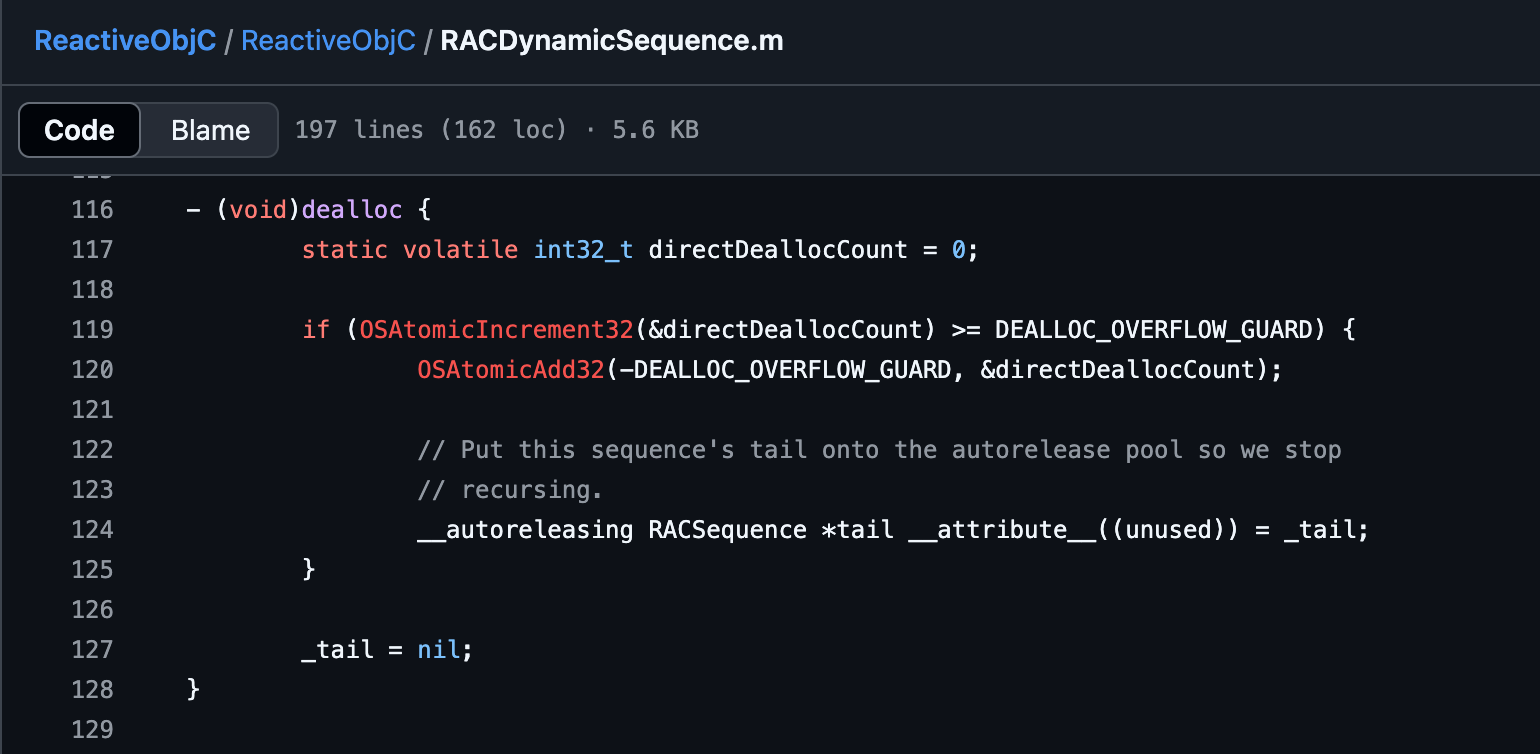 ReactiveObjC / ReactiveObjC / RACDynamicSequence.m
Code Blame 197 lines (162 loc) · 5.6 KB
116 - (void)dealloc {
117 static volatile int32_t directDeallocCount = 0;
118
119 if (OSAtomicIncrement32(&directDeallocCount) >= DEALLOC_OVERFLOW_GUARD) {
120 OSAtomicAdd32(-DEALLOC_OVERFLOW_GUARD, &directDeallocCount);
121
122 // Put this sequence's tail onto the autorelease pool so we stop
123 // recursing.
124 __autoreleasing RACSequence *tail __attribute__((unused)) = _tail;
125 }
126
127 _tail = nil;
128 }
129